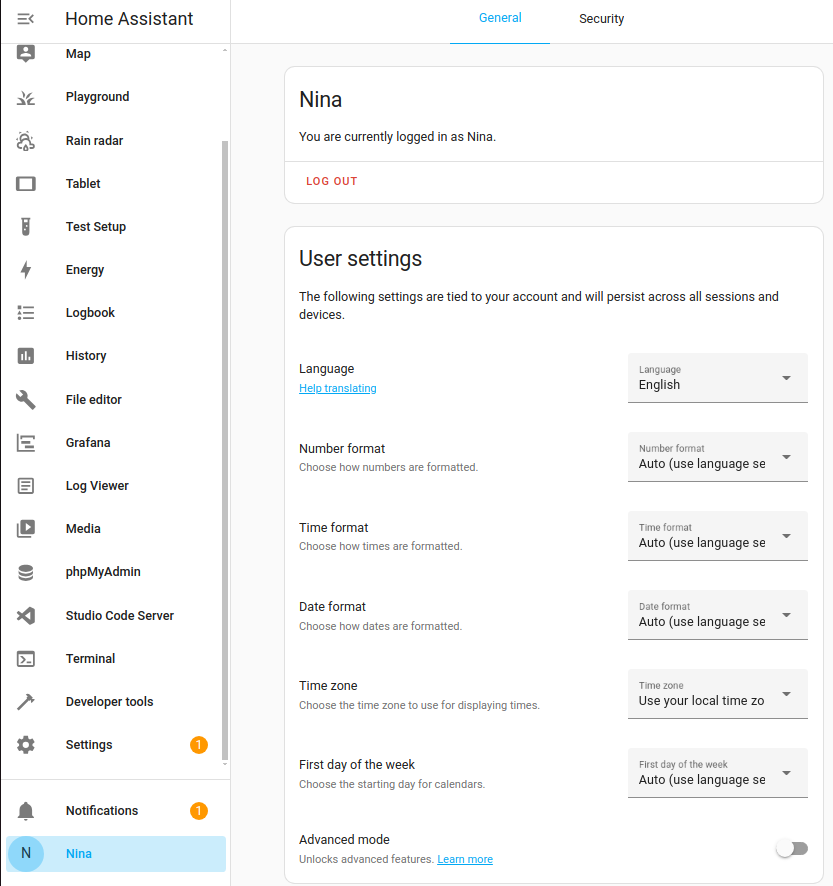 Home Assistant
General
Security
Map
Playground
Rain radar
Tablet
Test Setup
Energy
Logbook
History
File editor
Grafana
Log Viewer
Media
phpMyAdmin
Studio Code Server
Terminal
Developer tools
Settings 1
Notifications 1
N Nina
Nina
You are currently logged in as Nina.
LOG OUT
User settings
The following settings are tied to your account and will persist across all sessions and
devices.
Language
Help translating
Language
English
Number format
Choose how numbers are formatted.
Number format
Auto (use language se
Time format
Choose how times are formatted.
Time format
Auto (use language se
Date format
Choose how dates are formatted.
Date format
Auto (use language se
Time zone
Choose the time zone to use for displaying times.
Time zone
Use your local time zo
First day of the week
Choose the starting day for calendars.
First day of the week
Auto (use language se
Advanced mode
Unlocks advanced features. Learn more